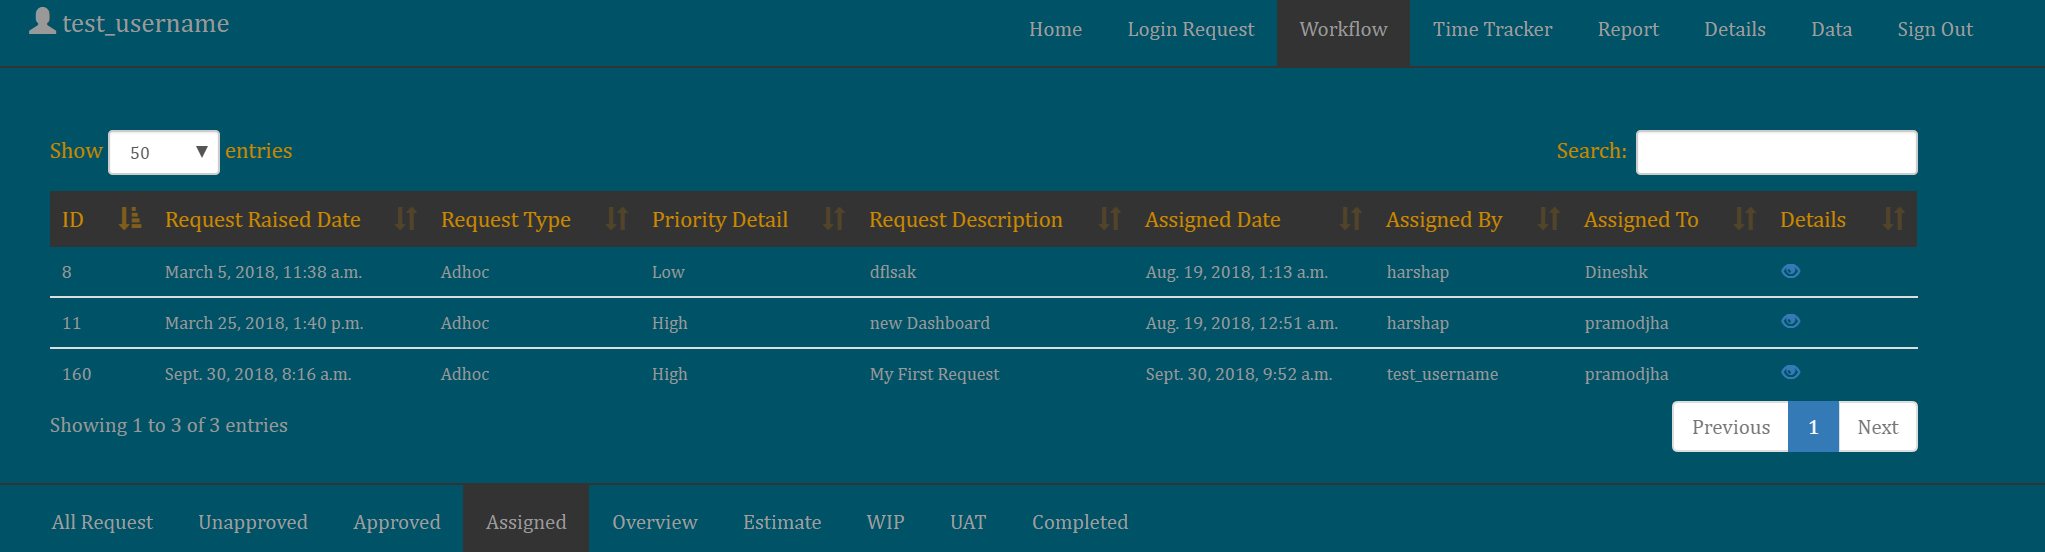 test_username
Home Login Request Workflow Time Tracker Report Details Data Sign Out
Show 50 entries Search:
ID Request Raised Date Request Type Priority Detail Request Description Assigned Date Assigned By Assigned To Details
8 March 5, 2018, 11:38 a.m. Adhoc Low dflsak Aug. 19, 2018, 1:13 a.m. harshap Dineshk
11 March 25, 2018, 1:40 p.m. Adhoc High new Dashboard Aug. 19, 2018, 12:51 a.m. harshap pramodjha
160 Sept. 30, 2018, 8:16 a.m. Adhoc High My First Request Sept. 30, 2018, 9:52 a.m. test_username pramodjha
Showing 1 to 3 of 3 entries Previous 1 Next
All Request Unapproved Approved Assigned Overview Estimate WIP UAT Completed